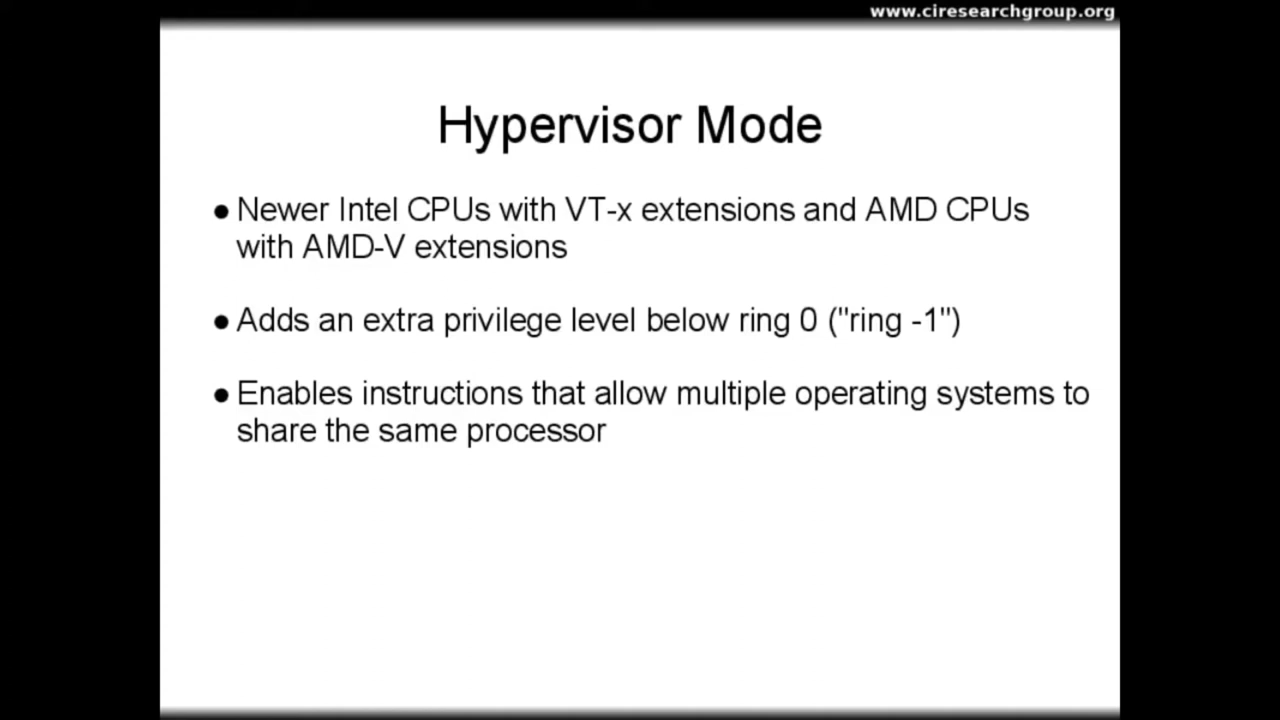 www.ciresearchgroup.org
Hypervisor Mode
● Newer Intel CPUs with VT-x extensions and AMD CPUs
with AMD-V extensions
● Adds an extra privilege level below ring 0 ("ring -1")
● Enables instructions that allow multiple operating systems to
share the same processor